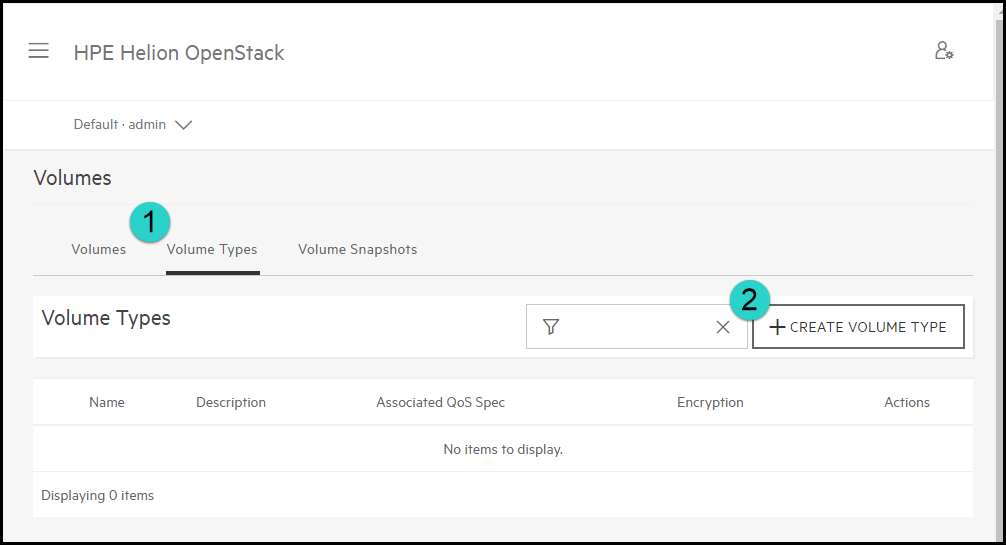 HPE Helion OpenStack
Default · admin
Volumes
1
Volumes Volume Types Volume Snapshots
2
Volume Types CREATE VOLUME TYPE
Name Description Associated QoS Spec Encryption Actions
No items to display.
Displaying 0 items